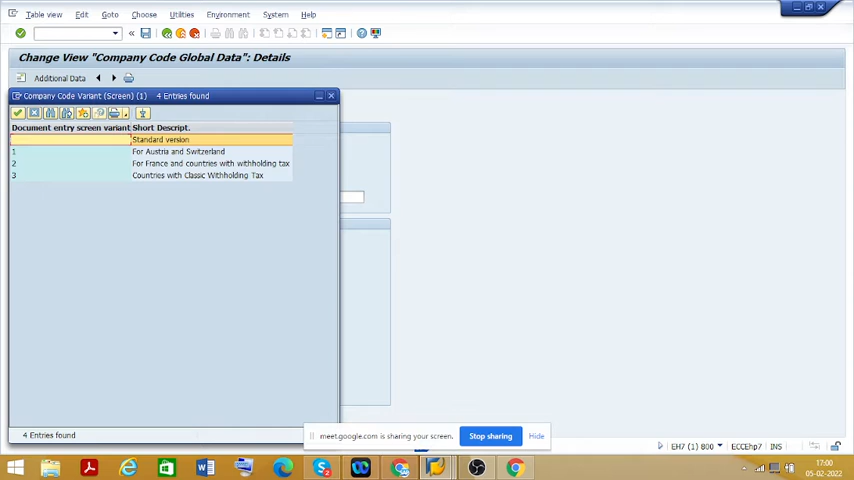 Table view Edit Goto Choose Utilities Environment System Help
Change View "Company Code Global Data": Details
Additional Data
Company Code Variant (Screen) (1) 4 Entries found
Document entry screen variant Short Descript.
Standard version
1 For Austria and Switzerland
2 For France and countries with withholding tax
3 Countries with Classic Withholding Tax
4 Entries found
meet.google.com is sharing your screen. Stop sharing Hide
EH7 (1) 800 ECCEhp7 INS
17:00
05-02-2022